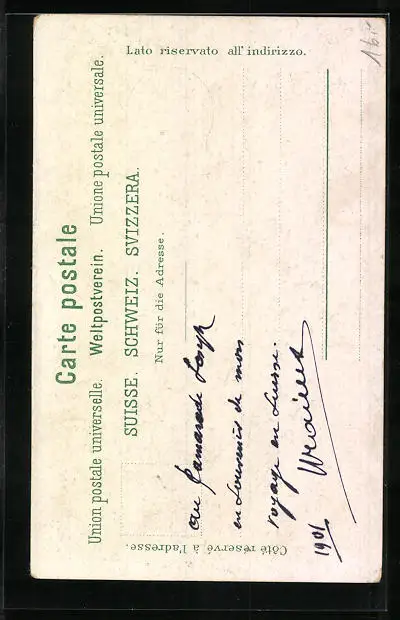 Carte postale
Union postale universelle. Weltpostverein. Unione postale universale.
SUISSE. SCHWEIZ. SVIZZERA.
Nur für die Adresse.
Côté réservé à l'adresse.
Lato riservato all' indirizzo.
au Camarade
en Souvenir de mon
voyage en Suisse.
1901